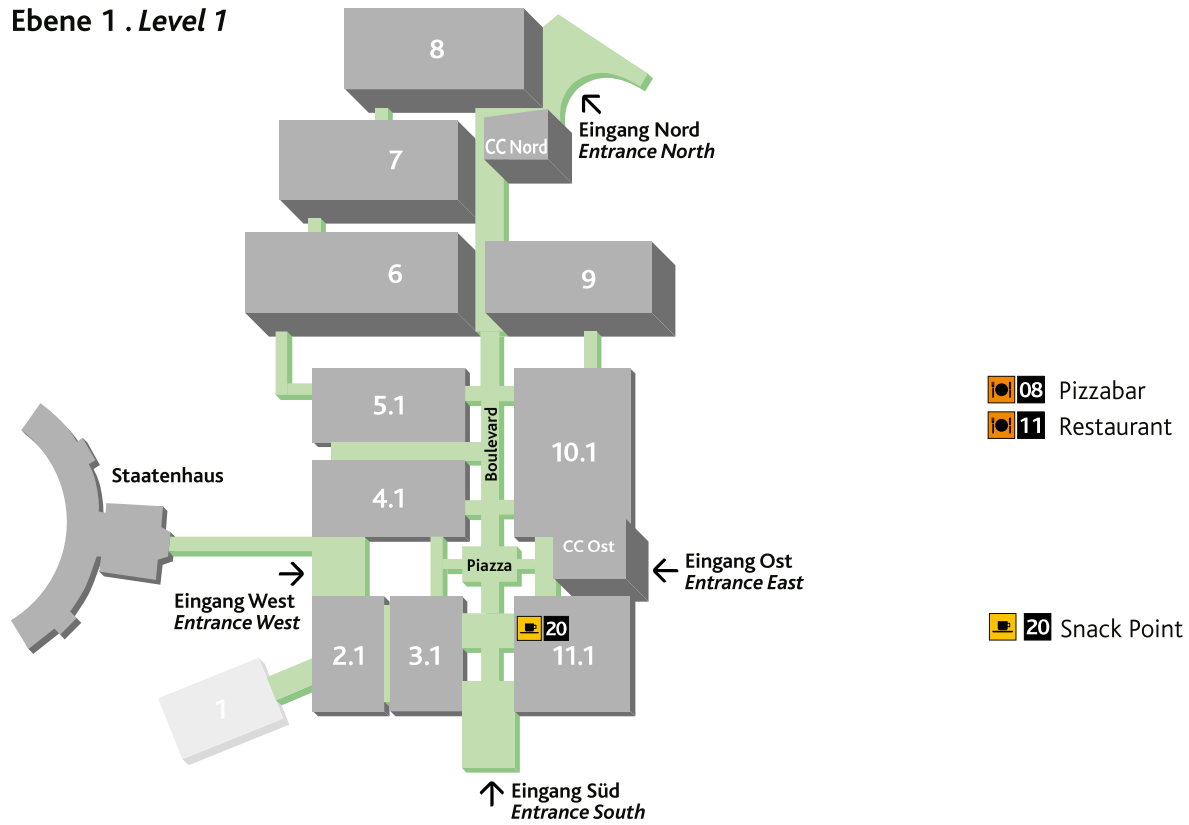 Ebene 1 . Level 1
8
Eingang Nord
Entrance North
CC Nord
7
6
9
5.1
Boulevard
10.1
08 Pizzabar
11 Restaurant
Staatenhaus
4.1
CC Ost
Piazza
Eingang Ost
Entrance East
Eingang West
Entrance West
20
20 Snack Point
2.1
3.1
11.1
1
Eingang Süd
Entrance South